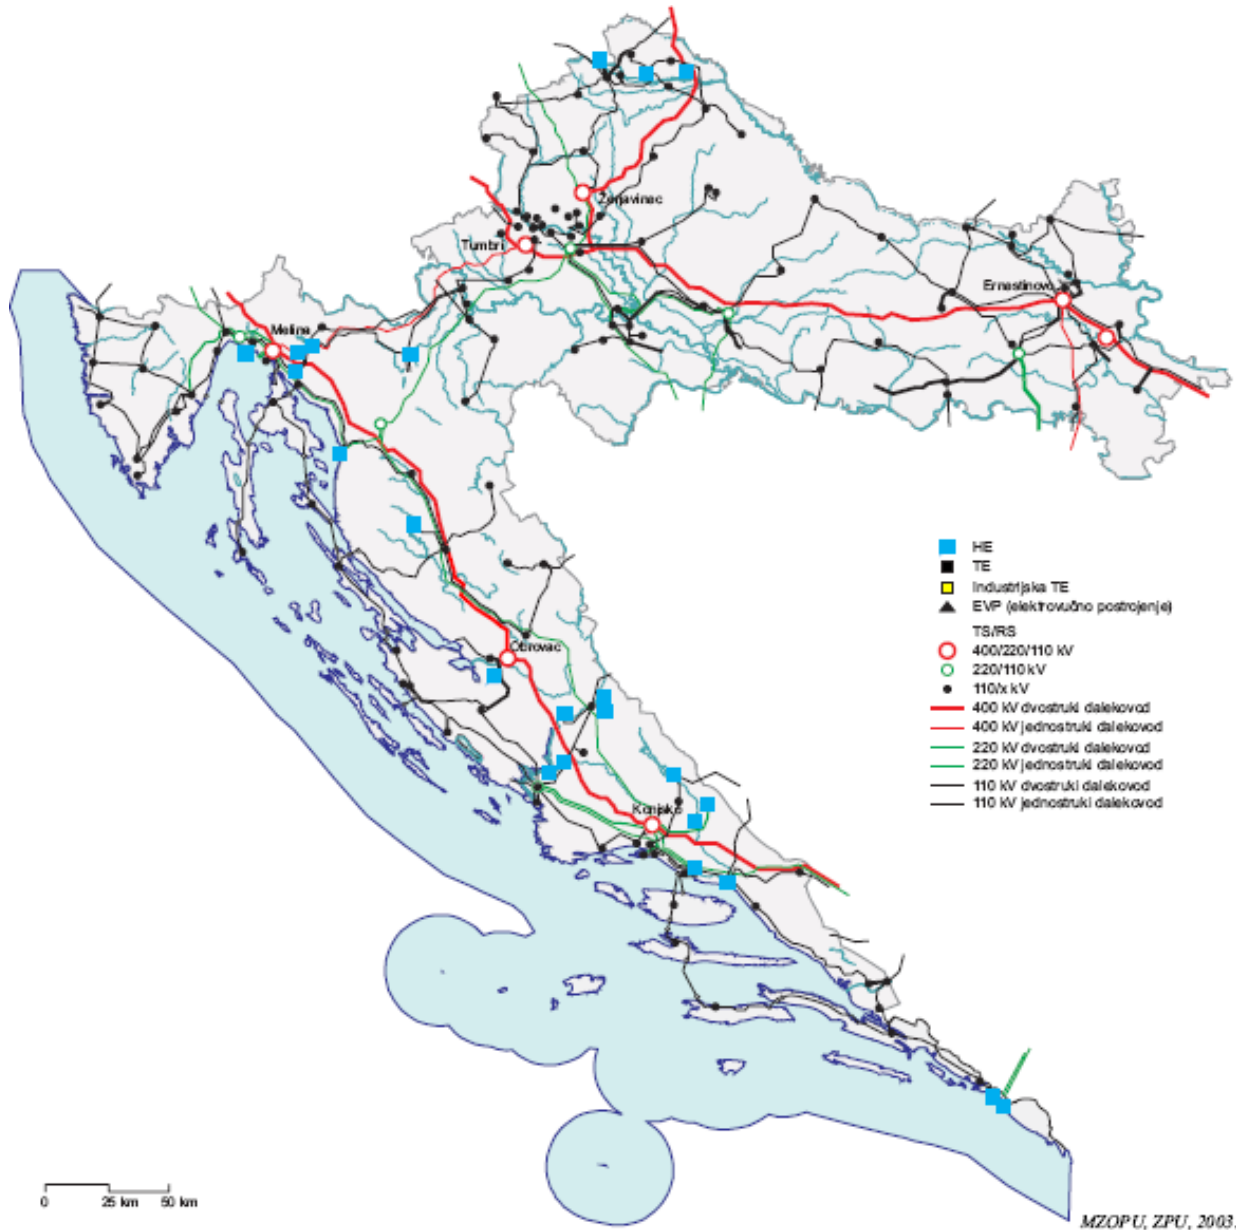 Žerjavinec
Tumbri
Ernestinovo
Melina
Obrovac
Konjsko
HE
TE
Industrijska TE
EVP (elektrovučno postrojenje)
TS/RS
400/220/110 kV
220/110 kV
110/x kV
400 kV dvostruki dalekovod
400 kV jednostruki dalekovod
220 kV dvostruki dalekovod
220 kV jednostruki dalekovod
110 kV dvostruki dalekovod
110 kV jednostruki dalekovod
0 25 km 50 km
MZOPU, ZPU, 2003.